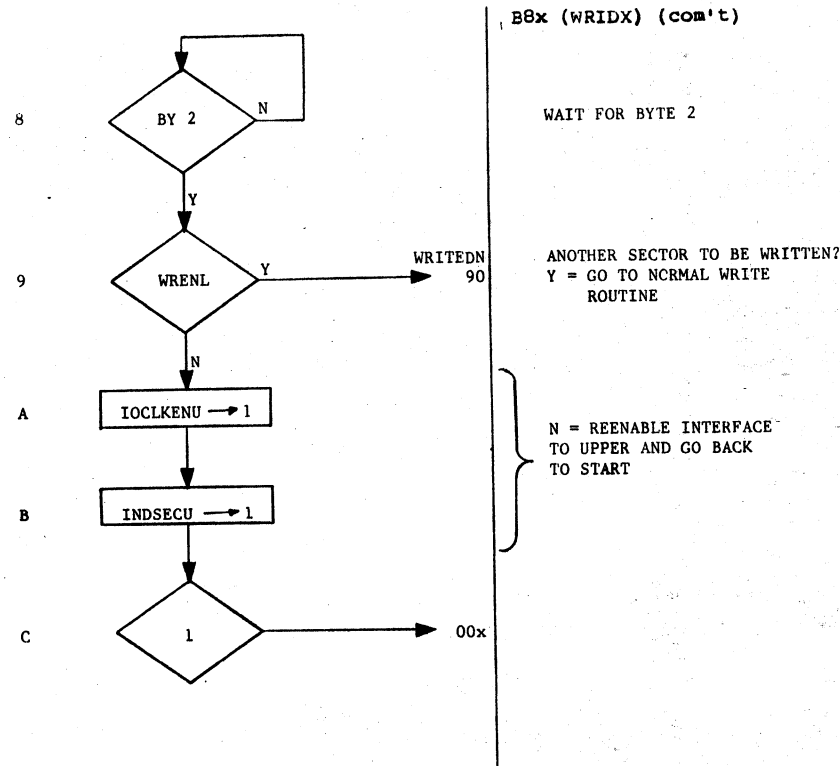 B8x (WRIDX) (com't)
8
BY 2
N
WAIT FOR BYTE 2
Y
9
WRENL
Y
WRITEDN
90
ANOTHER SECTOR TO BE WRITTEN?
Y = GO TO NCRMAL WRITE
ROUTINE
N
A
IOCLKENU → 1
N = REENABLE INTERFACE
TO UPPER AND GO BACK
TO START
B
INDSECU → 1
C
1
00x